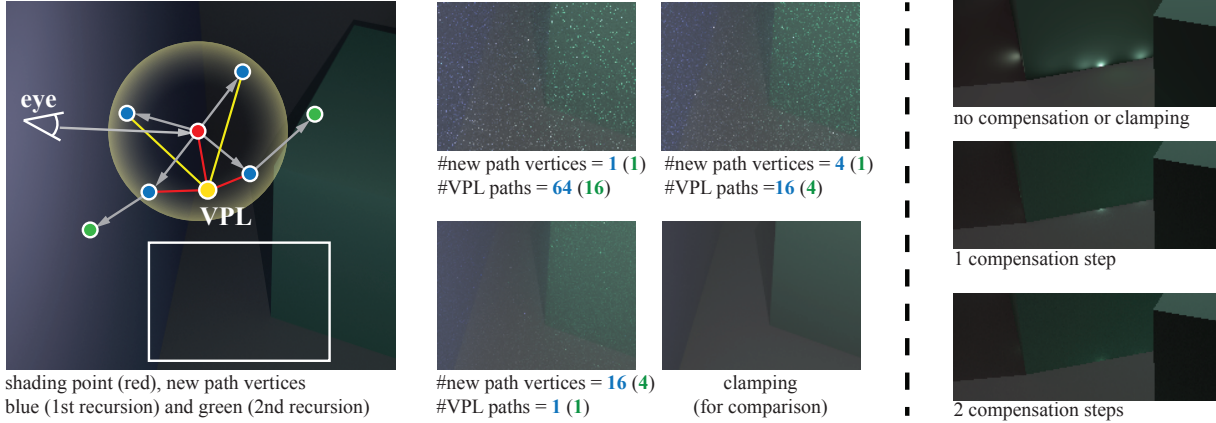 eye
VPL
shading point (red), new path vertices
blue (1st recursion) and green (2nd recursion)
#new path vertices = 1 (1)
#VPL paths = 64 (16)
#new path vertices = 4 (1)
#VPL paths =16 (4)
#new path vertices = 16 (4)
#VPL paths = 1 (1)
clamping
(for comparison)
no compensation or clamping
1 compensation step
2 compensation steps